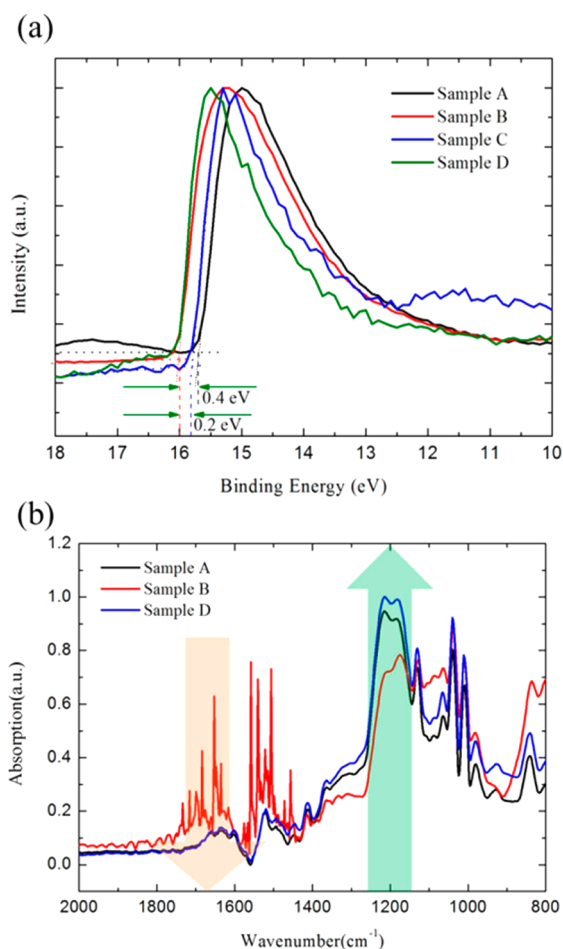 (a)
Intensity (a.u.)
Sample A
Sample B
Sample C
Sample D
0.4 eV
0.2 eV
18 17 16 15 14 13 12 11 10
Binding Energy (eV)
(b)
Absorption(a.u.)
1.2
1.0
0.8
0.6
0.4
0.2
0.0
Sample A
Sample B
Sample D
2000 1800 1600 1400 1200 1000 800
Wavenumber(cm⁻¹)